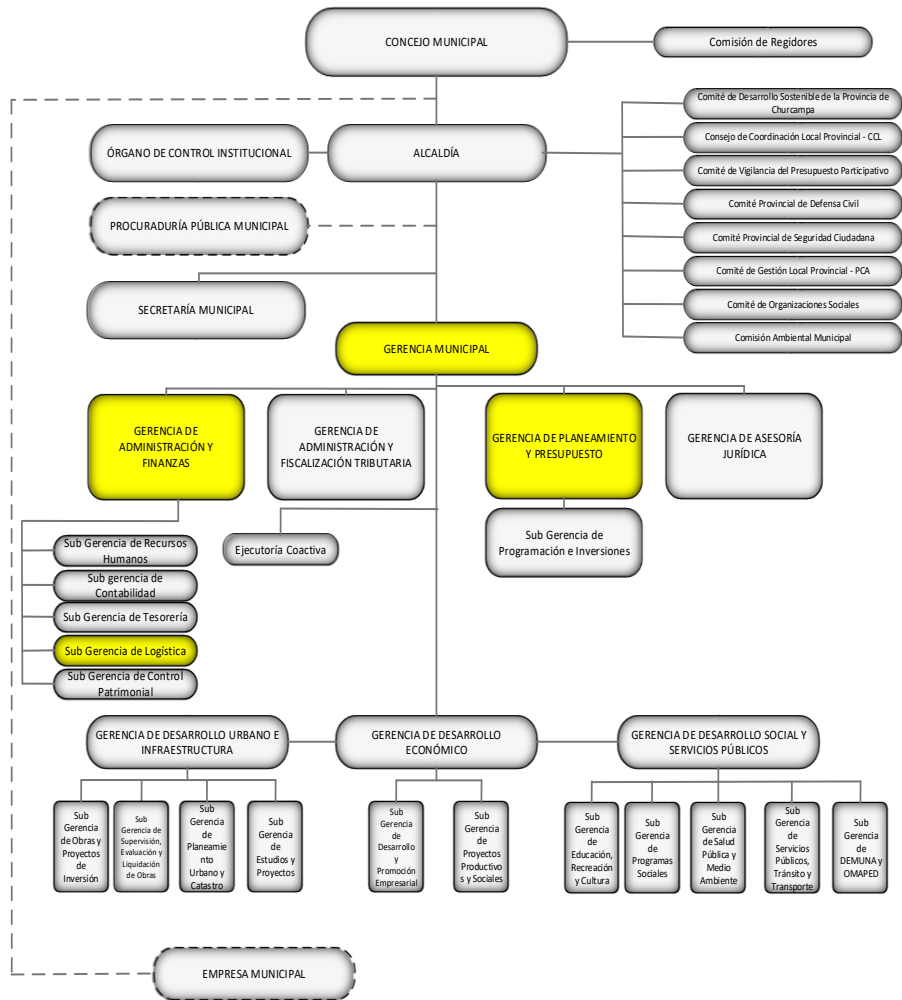 CONCEJO MUNICIPAL
Comisión de Regidores
Comité de Desarrollo Sostenible de la Provincia de
Churcampa
Consejo de Coordinación Local Provincial - CCL
Comité de Vigilancia del Presupuesto Participativo
Comité Provincial de Defensa Civil
Comité Provincial de Seguridad Ciudadana
Comité de Gestión Local Provincial - PCA
Comité de Organizaciones Sociales
Comisión Ambiental Municipal
ÓRGANO DE CONTROL INSTITUCIONAL
ALCALDÍA
PROCURADURÍA PÚBLICA MUNICIPAL
SECRETARÍA MUNICIPAL
GERENCIA MUNICIPAL
GERENCIA DE
ADMINISTRACIÓN Y
FINANZAS
GERENCIA DE
ADMINISTRACIÓN Y
FISCALIZACIÓN TRIBUTARIA
GERENCIA DE PLANEAMIENTO
Y PRESUPUESTO
GERENCIA DE ASESORÍA
JURÍDICA
Sub Gerencia de Recursos
Humanos
Sub gerencia de
Contabilidad
Sub Gerencia de Tesorería
Sub Gerencia de Logística
Sub Gerencia de Control
Patrimonial
Ejecutoría Coactiva
Sub Gerencia de
Programación e Inversiones
GERENCIA DE DESARROLLO URBANO E
INFRAESTRUCTURA
GERENCIA DE DESARROLLO
ECONÓMICO
GERENCIA DE DESARROLLO SOCIAL Y
SERVICIOS PÚBLICOS
Sub
Gerencia
de Obras y
Proyectos
de
Inversión
Sub
Gerencia de
Supervisión,
Evaluación y
Liquidación
de Obras
Sub
Gerencia
de
Planeamie
nto
Urbano y
Catastro
Sub
Gerencia
de
Estudios y
Proyectos
Sub
Gerencia
de
Desarrollo
y
Promoción
Empresarial
Sub
Gerencia
de
Proyectos
Productivo
s y Sociales
Sub
Gerencia
de
Educación,
Recreación
y Cultura
Sub
Gerencia
de
Programas
Sociales
Sub
Gerencia
de Salud
Pública y
Medio
Ambiente
Sub
Gerencia
de
Servicios
Públicos,
Tránsito y
Transporte
Sub
Gerencia
de
DEMUNA y
OMAPED
EMPRESA MUNICIPAL